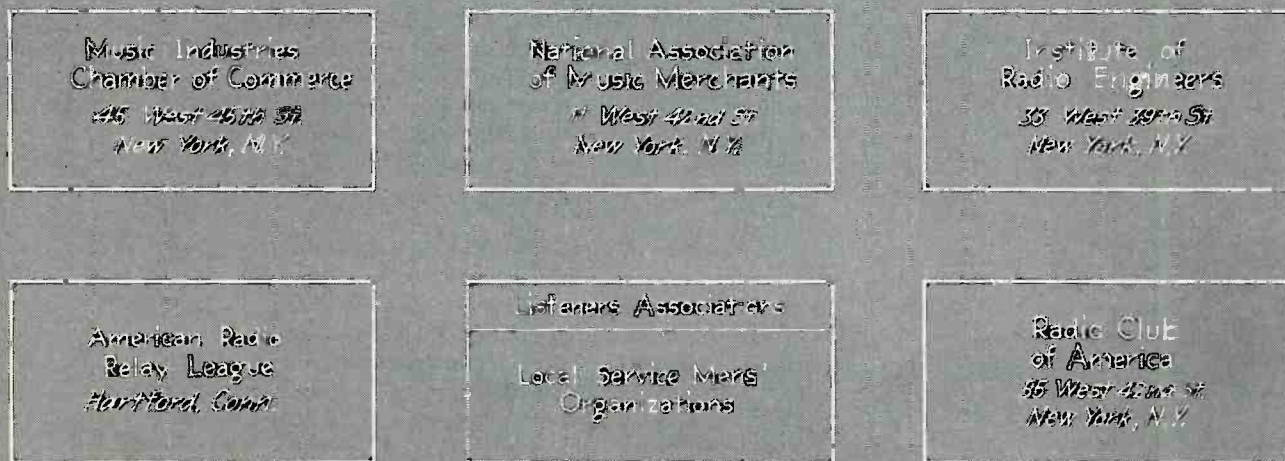 Music Industries
Chamber of Commerce
45 West 45th St.
New York, N.Y.
National Association
of Music Merchants
West 42nd St
New York, N.Y.
Institute of
Radio Engineers
33 West 39th St
New York, N.Y.
American Radio
Relay League
Hartford, Conn.
Listeners Associations
Local Service Mens'
Organizations
Radio Club
of America
West 42nd St.
New York, N.Y.